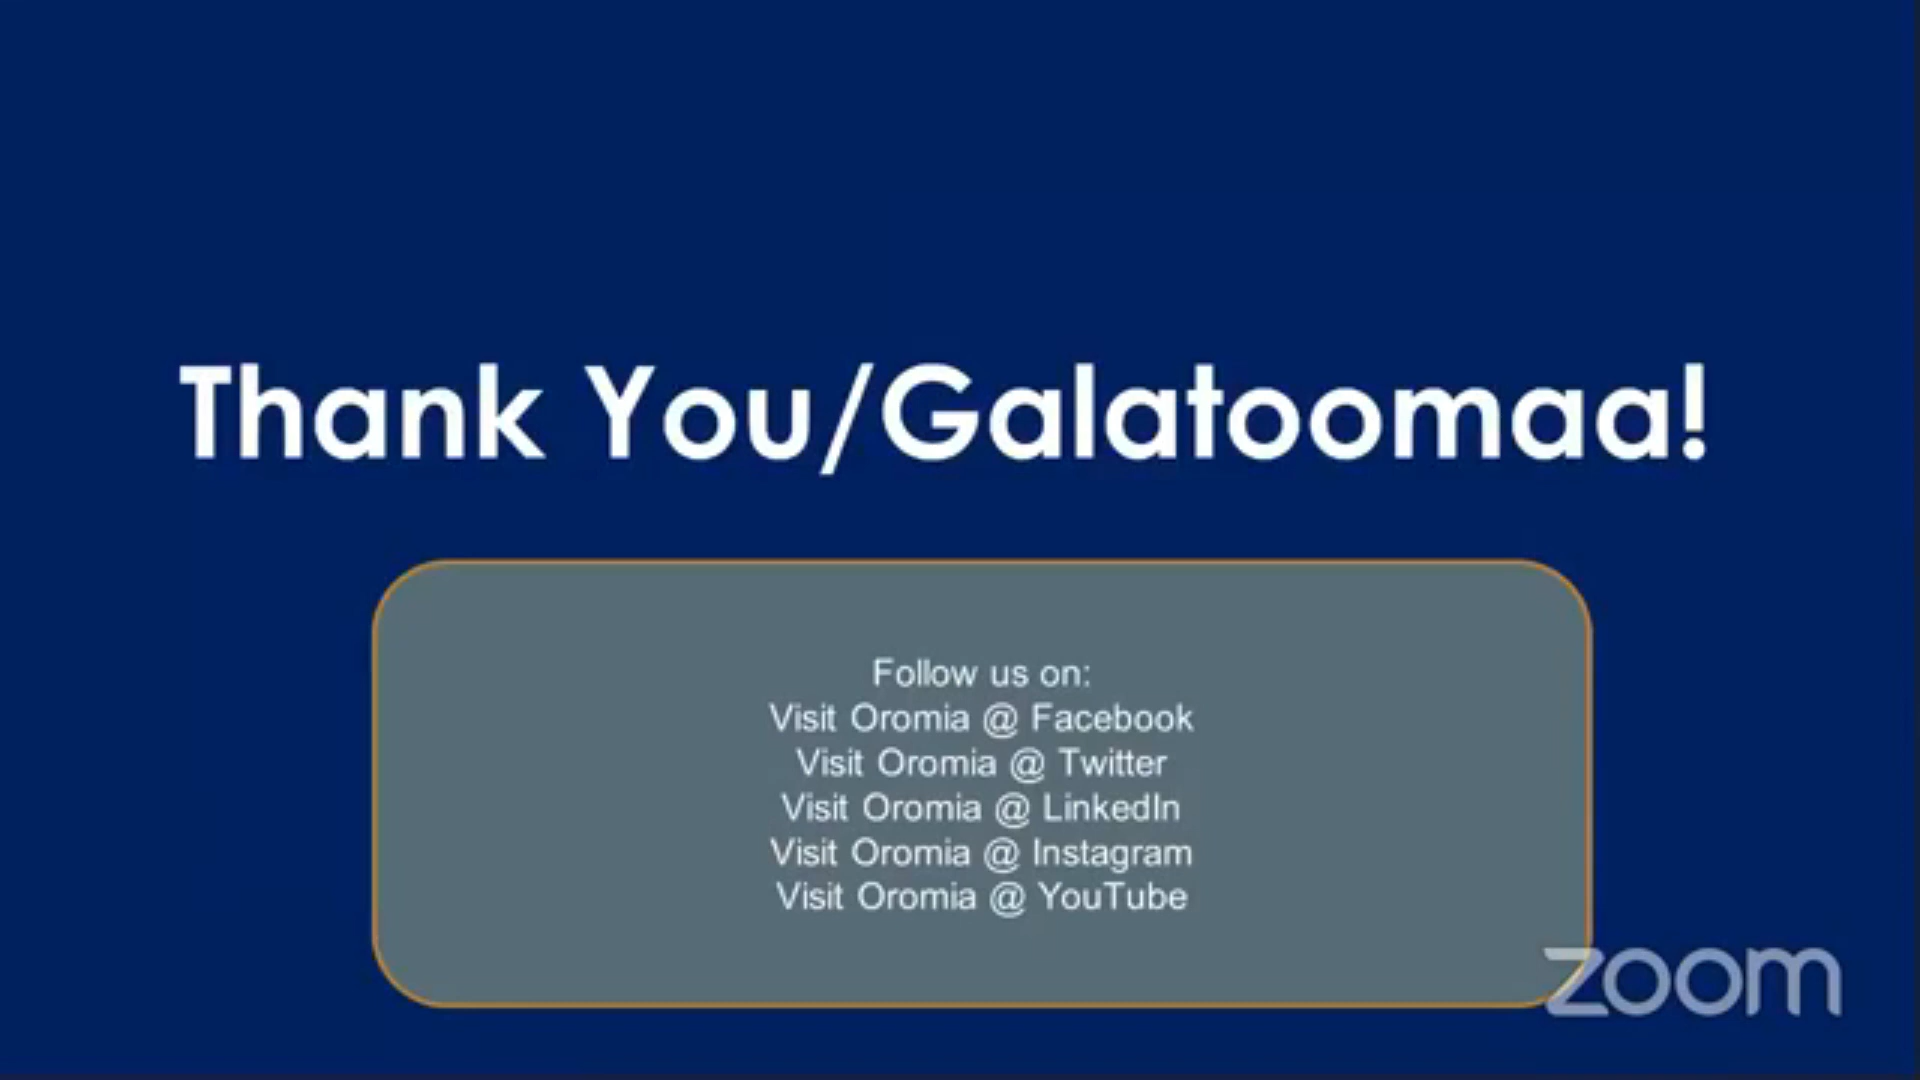 Thank You/Galatoomaa!
Follow us on:
Visit Oromia @ Facebook
Visit Oromia @ Twitter
Visit Oromia @ LinkedIn
Visit Oromia @ Instagram
Visit Oromia @ YouTube
zoom